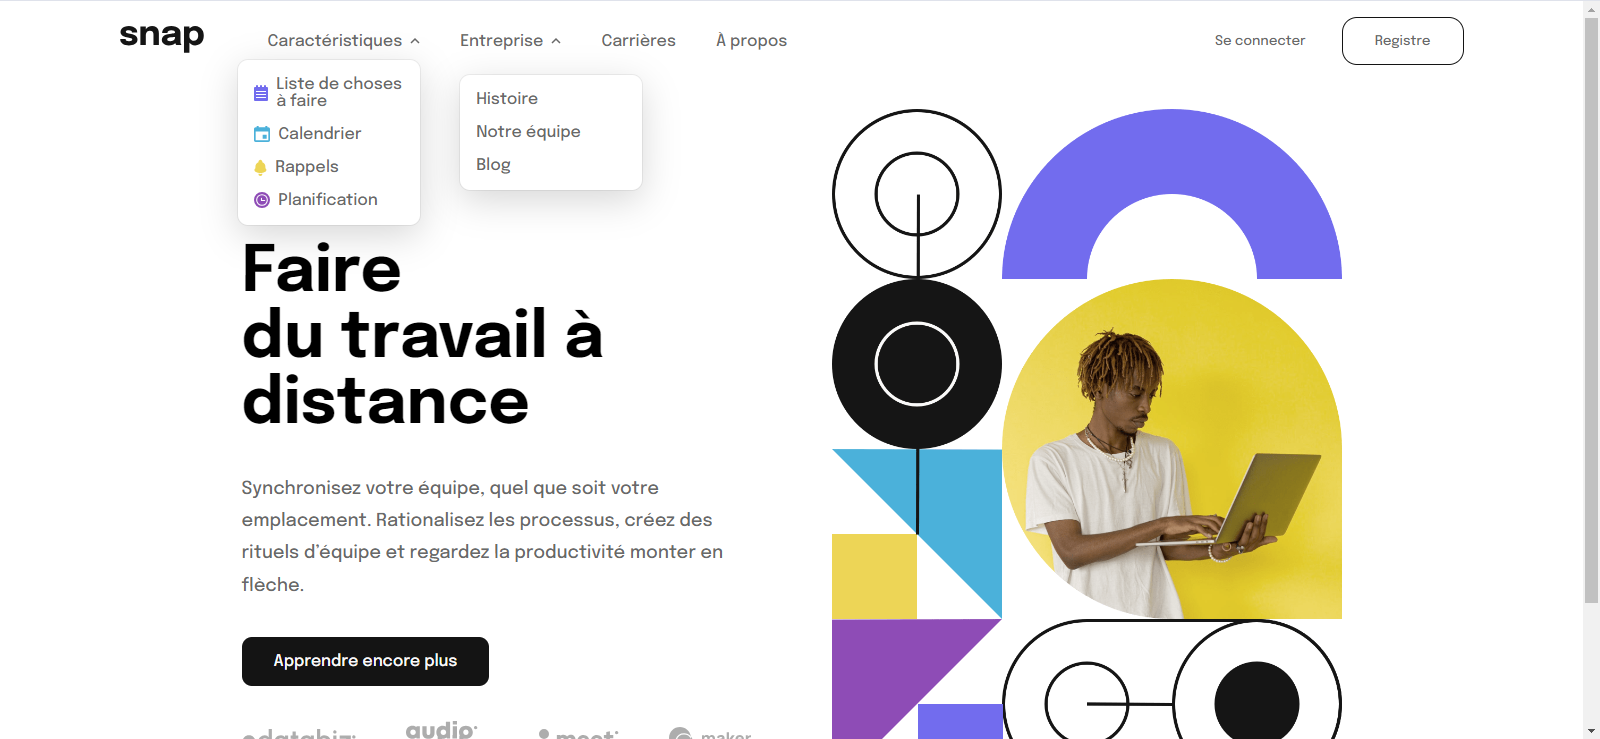 snap
Caractéristiques
Entreprise
Carrières
À propos
Se connecter
Registre
Liste de choses
à faire
Calendrier
Rappels
Planification
Histoire
Notre équipe
Blog
Faire
du travail à
distance
Synchronisez votre équipe, quel que soit votre
emplacement. Rationalisez les processus, créez des
rituels d’équipe et regardez la productivité monter en
flèche.
Apprendre encore plus
databiz
audio
meet
maker